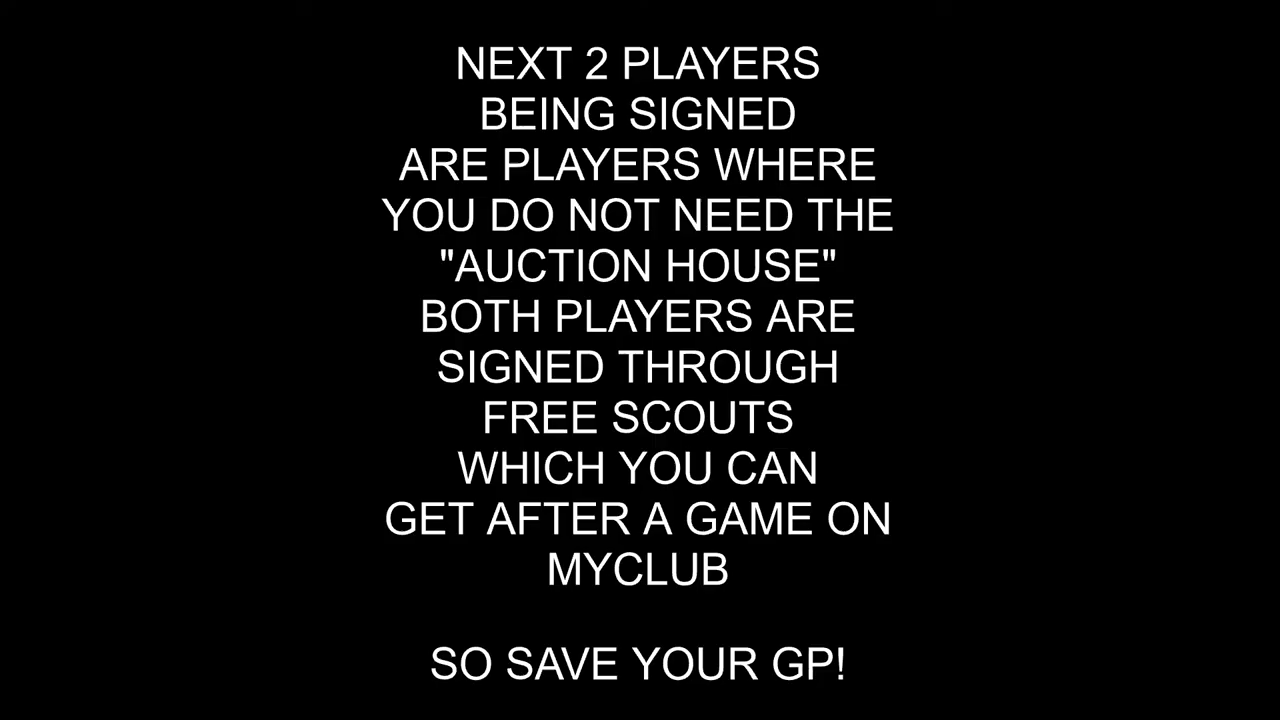 NEXT 2 PLAYERS
BEING SIGNED
ARE PLAYERS WHERE
YOU DO NOT NEED THE
"AUCTION HOUSE"
BOTH PLAYERS ARE
SIGNED THROUGH
FREE SCOUTS
WHICH YOU CAN
GET AFTER A GAME ON
MYCLUB
SO SAVE YOUR GP!